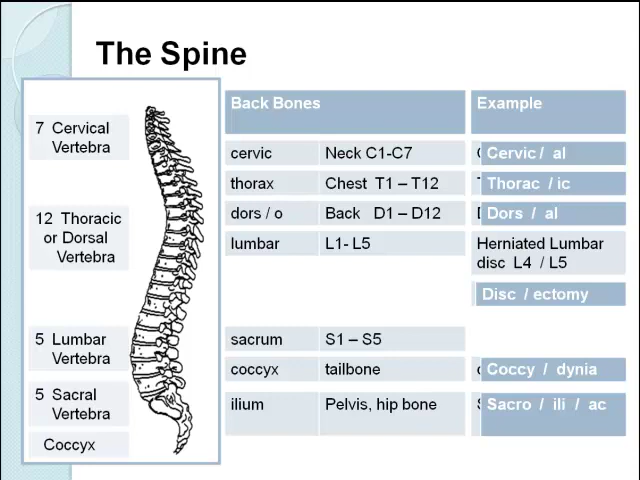 The Spine
7 Cervical
Vertebra
12 Thoracic
or Dorsal
Vertebra
5 Lumbar
Vertebra
5 Sacral
Vertebra
Coccyx
Back Bones Example
cervic Neck C1-C7 Cervic / al
thorax Chest T1 – T12 Thorac / ic
dors / o Back D1 – D12 Dors / al
lumbar L1- L5 Herniated Lumbar
disc L4 / L5
Disc / ectomy
sacrum S1 – S5
coccyx tailbone Coccy / dynia
ilium Pelvis, hip bone Sacro / ili / ac